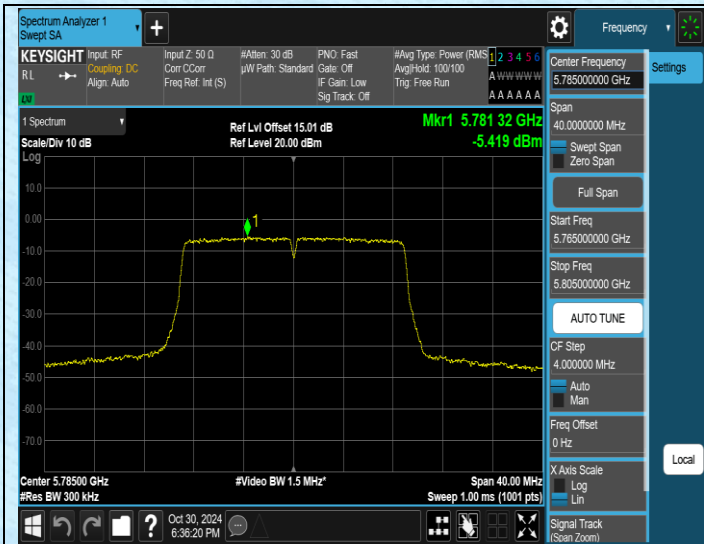 Spectrum Analyzer 1
Swept SA
+
Frequency
KEYSIGHT
RL
LXI
Input: RF
Coupling: DC
Align: Auto
Input Z: 50 Ω
Corr CCorr
Freq Ref: Int (S)
#Atten: 30 dB
µW Path: Standard
PNO: Fast
Gate: Off
IF Gain: Low
Sig Track: Off
#Avg Type: Power (RMS
Avg|Hold: 100/100
Trig: Free Run
1 2 3 4 5 6
A W W W W W
A A A A A A
1 Spectrum
Scale/Div 10 dB
Log
Ref Lvl Offset 15.01 dB
Ref Level 20.00 dBm
Mkr1 5.781 32 GHz
-5.419 dBm
10.0
0.00
-10.0
-20.0
-30.0
-40.0
-50.0
-60.0
-70.0
1
Center 5.78500 GHz
#Res BW 300 kHz
#Video BW 1.5 MHz*
Span 40.00 MHz
Sweep 1.00 ms (1001 pts)
?
Oct 30, 2024
6:36:20 PM
Center Frequency
5.785000000 GHz
Settings
Span
40.0000000 MHz
Swept Span
Zero Span
Full Span
Start Freq
5.765000000 GHz
Stop Freq
5.805000000 GHz
AUTO TUNE
CF Step
4.000000 MHz
Auto
Man
Freq Offset
0 Hz
X Axis Scale
Log
Lin
Local
Signal Track
(Span Zoom)